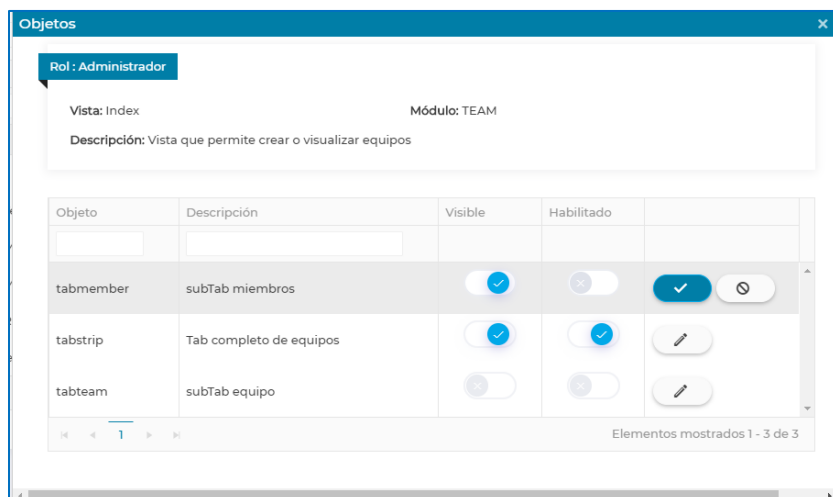 Objetos
Rol : Administrador
Vista: Index Módulo: TEAM
Descripción: Vista que permite crear o visualizar equipos
Objeto Descripción Visible Habilitado
tabmember subTab miembros
tabstrip Tab completo de equipos
tabteam subTab equipo
1 Elementos mostrados 1 - 3 de 3